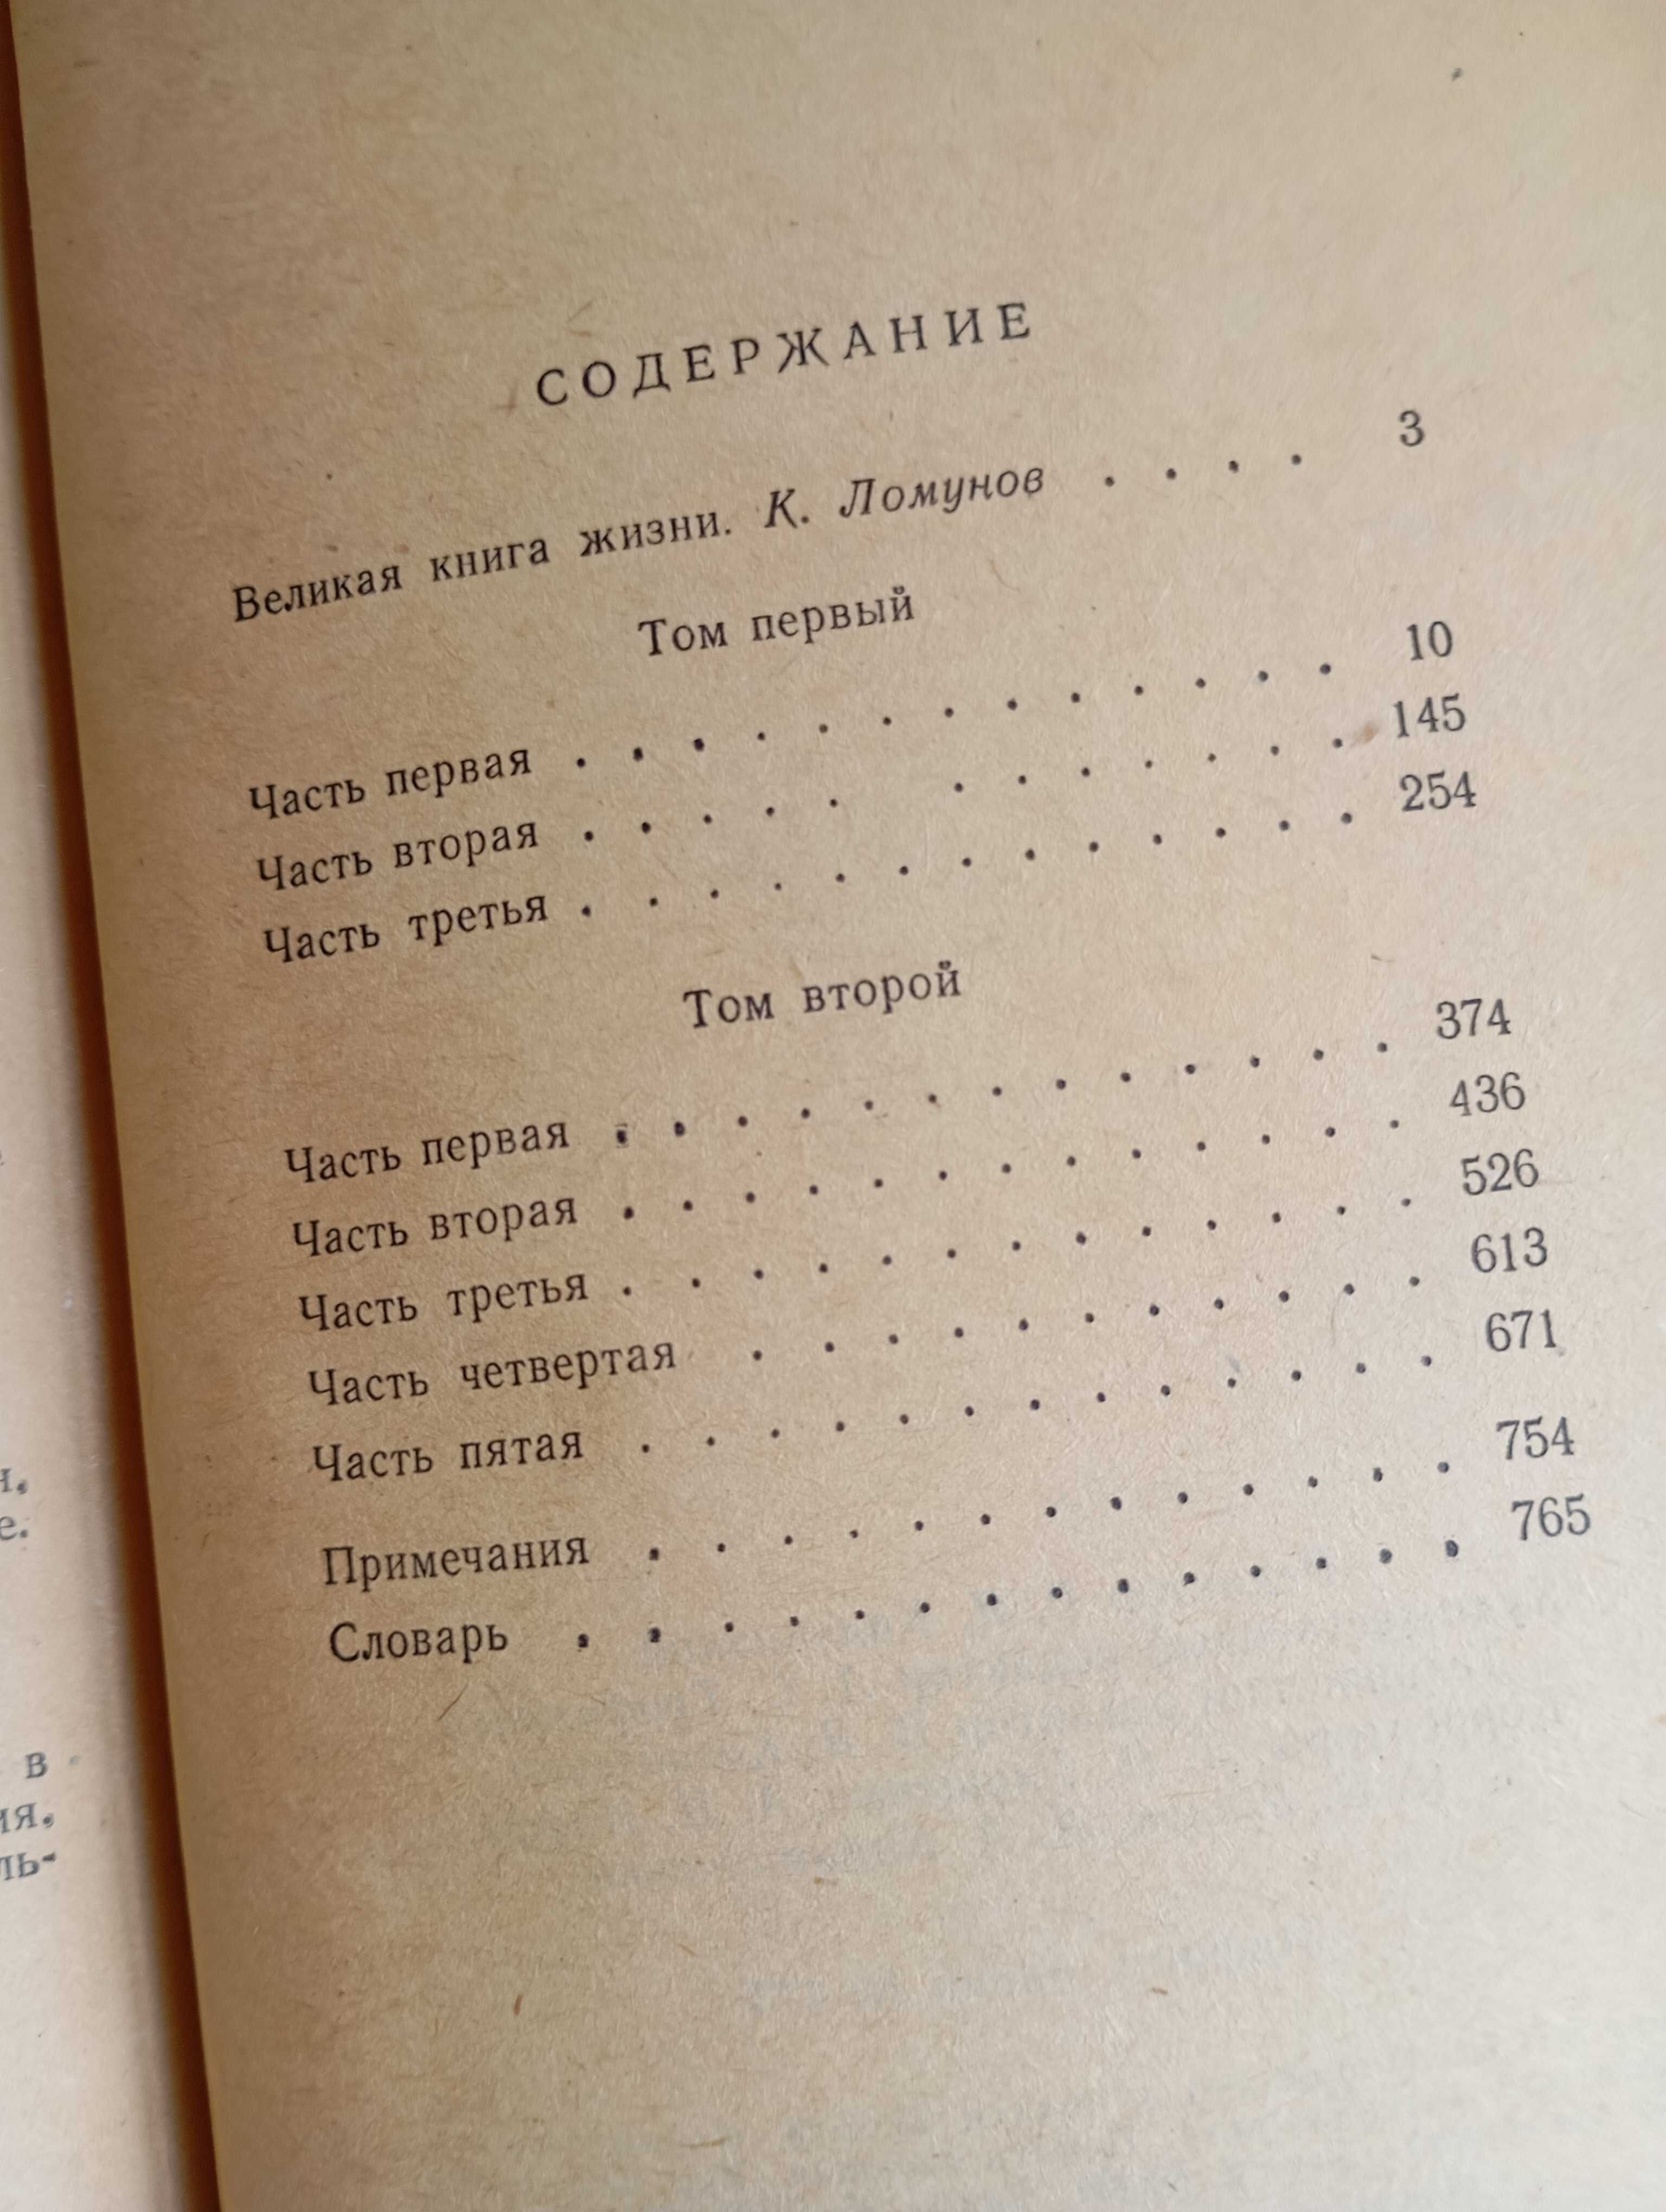 СОДЕРЖАНИЕ
Великая книга жизни. К. Ломунов . . . . 3
Том первый
Часть первая . . . . . . . . . . . . . 10
Часть вторая . . . . . . . . . . . . 145
Часть третья . . . . . . . . . . . . . 254
Том второй
Часть первая . . . . . . . . . . . . . 374
Часть вторая . . . . . . . . . . . . . 436
Часть третья . . . . . . . . . . . . . 526
Часть четвертая . . . . . . . . . . . 613
Часть пятая . . . . . . . . . . . . . 671
Примечания . . . . . . . . . . . . . 754
Словарь . . . . . . . . . . . . . . 765
в